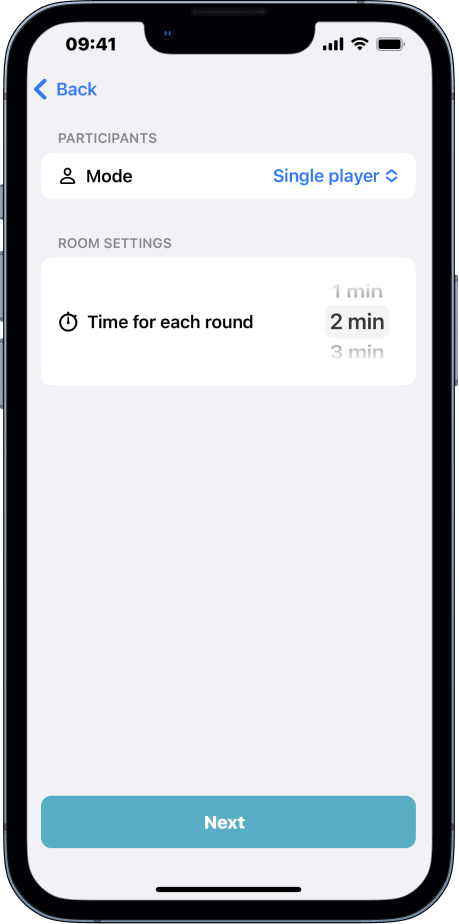 09:41
Back
PARTICIPANTS
Mode Single player
ROOM SETTINGS
1 min
Time for each round 2 min
3 min
Next